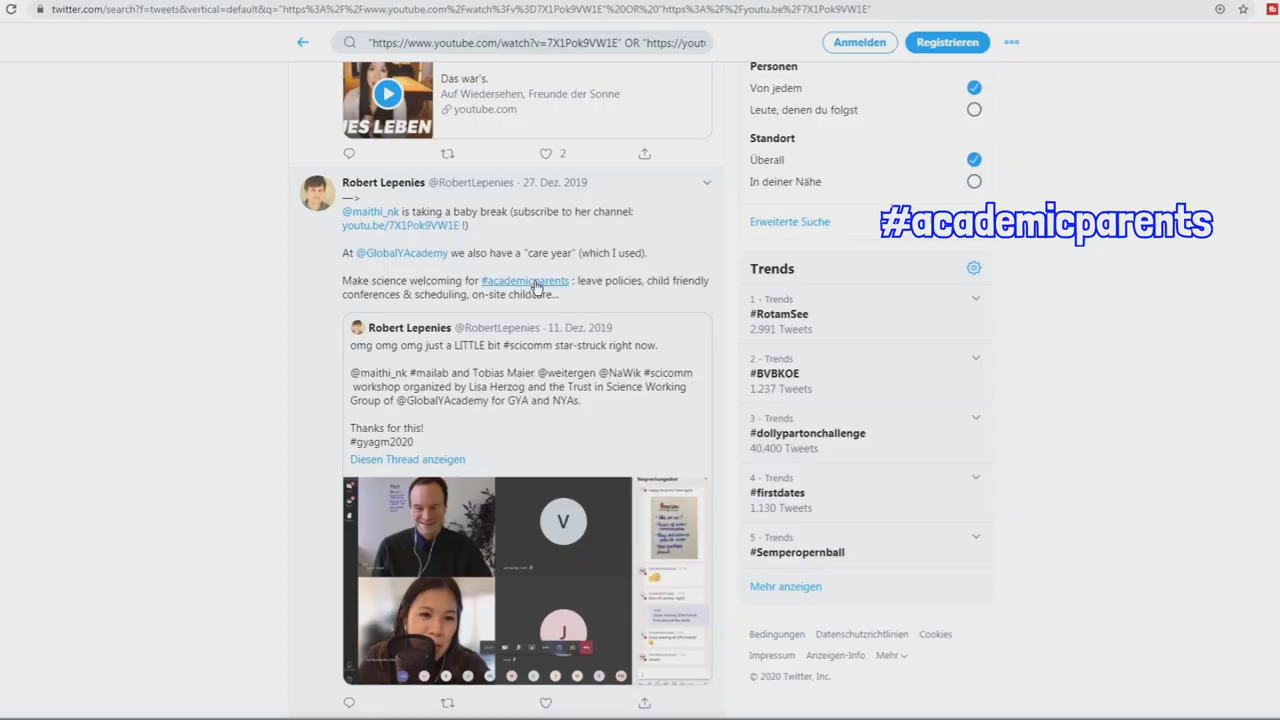 twitter.com/search?f=tweets&vertical=default&q="https%3A%2F%2Fwww.youtube.com%2Fwatch%3Fv%3D7X1Pok9VW1E"%20OR%20"https%3A%2F%2Fyoutu.be%2F7X1Pok9VW1E"
"https://www.youtube.com/watch?v=7X1Pok9VW1E" OR "https://yout
Anmelden
Registrieren
Das war's.
Auf Wiedersehen, Freunde der Sonne
youtube.com
NES LEBEN
2
Robert Lepenies @RobertLepenies · 27. Dez. 2019
—>
@maithi_nk is taking a baby break (subscribe to her channel:
youtu.be/7X1Pok9VW1E !)
At @GlobalYAcademy we also have a "care year" (which I used).
Make science welcoming for #academicparents : leave policies, child friendly
conferences & scheduling, on-site childcare...
Robert Lepenies @RobertLepenies · 11. Dez. 2019
omg omg omg just a LITTLE bit #scicomm star-struck right now.
@maithi_nk #mailab and Tobias Maier @weitergen @NaWik #scicomm
workshop organized by Lisa Herzog and the Trust in Science Working
Group of @GlobalYAcademy for GYA and NYAs.
Thanks for this!
#gyagm2020
Diesen Thread anzeigen
V
J
Personen
Von jedem
Leute, denen du folgst
Standort
Überall
In deiner Nähe
Erweiterte Suche
#academicparents
Trends
1 · Trends
#RotamSee
2.991 Tweets
2 · Trends
#BVBKOE
1.237 Tweets
3 · Trends
#dollypartonchallenge
40.400 Tweets
4 · Trends
#firstdates
1.130 Tweets
5 · Trends
#Semperopernball
Mehr anzeigen
Bedingungen Datenschutzrichtlinien Cookies
Impressum Anzeigen-Info Mehr
© 2020 Twitter, Inc.